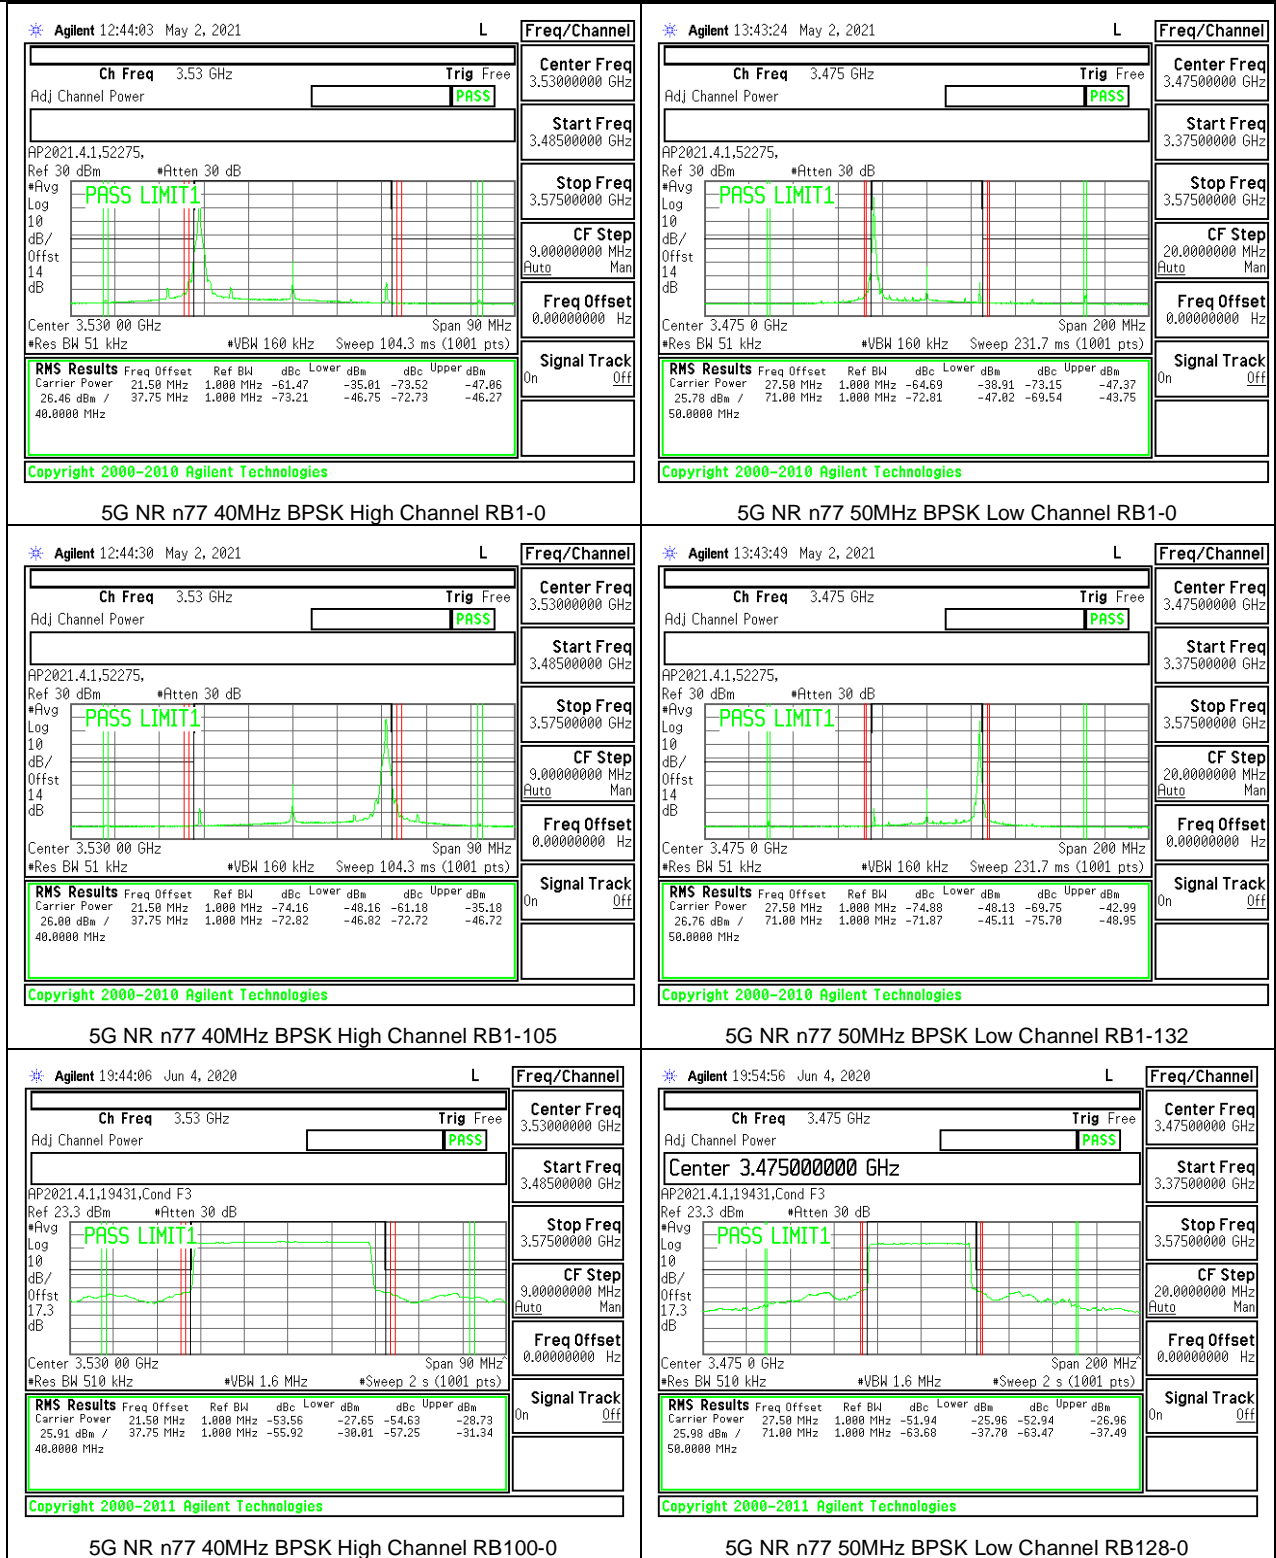 Agilent 12:44:03 May 2, 2021 L Freq/Channel
Ch Freq 3.53 GHz Trig Free
Adj Channel Power PASS
Center Freq
3.53000000 GHz
Start Freq
3.48500000 GHz
AP2021.4.1,52275,
Ref 30 dBm #Atten 30 dB
Stop Freq
3.57500000 GHz
#Avg
Log
10
dB/
Offst
14
dB
PASS LIMIT1
CF Step
9.00000000 MHz
Auto Man
Freq Offset
0.00000000 Hz
Center 3.530 00 GHz Span 90 MHz
#Res BW 51 kHz #VBW 160 kHz Sweep 104.3 ms (1001 pts)
Signal Track
On Off
RMS Results Freq Offset Ref BW dBc Lower dBm dBc Upper dBm
Carrier Power 21.50 MHz 1.000 MHz -61.47 -35.01 -73.52 -47.06
26.46 dBm / 37.75 MHz 1.000 MHz -73.21 -46.75 -72.73 -46.27
40.0000 MHz
Copyright 2000-2010 Agilent Technologies
5G NR n77 40MHz BPSK High Channel RB1-0
Agilent 13:43:24 May 2, 2021 L Freq/Channel
Ch Freq 3.475 GHz Trig Free
Adj Channel Power PASS
Center Freq
3.47500000 GHz
Start Freq
3.37500000 GHz
AP2021.4.1,52275,
Ref 30 dBm #Atten 30 dB
Stop Freq
3.57500000 GHz
#Avg
Log
10
dB/
Offst
14
dB
PASS LIMIT1
CF Step
20.0000000 MHz
Auto Man
Freq Offset
0.00000000 Hz
Center 3.475 0 GHz Span 200 MHz
#Res BW 51 kHz #VBW 160 kHz Sweep 231.7 ms (1001 pts)
Signal Track
On Off
RMS Results Freq Offset Ref BW dBc Lower dBm dBc Upper dBm
Carrier Power 27.50 MHz 1.000 MHz -64.69 -38.91 -73.15 -47.37
25.78 dBm / 71.00 MHz 1.000 MHz -72.81 -47.02 -69.54 -43.75
50.0000 MHz
Copyright 2000-2010 Agilent Technologies
5G NR n77 50MHz BPSK Low Channel RB1-0
Agilent 12:44:30 May 2, 2021 L Freq/Channel
Ch Freq 3.53 GHz Trig Free
Adj Channel Power PASS
Center Freq
3.53000000 GHz
Start Freq
3.48500000 GHz
AP2021.4.1,52275,
Ref 30 dBm #Atten 30 dB
Stop Freq
3.57500000 GHz
#Avg
Log
10
dB/
Offst
14
dB
PASS LIMIT1
CF Step
9.00000000 MHz
Auto Man
Freq Offset
0.00000000 Hz
Center 3.530 00 GHz Span 90 MHz
#Res BW 51 kHz #VBW 160 kHz Sweep 104.3 ms (1001 pts)
Signal Track
On Off
RMS Results Freq Offset Ref BW dBc Lower dBm dBc Upper dBm
Carrier Power 21.50 MHz 1.000 MHz -74.16 -48.16 -61.18 -35.18
26.00 dBm / 37.75 MHz 1.000 MHz -72.82 -46.82 -72.72 -46.72
40.0000 MHz
Copyright 2000-2010 Agilent Technologies
5G NR n77 40MHz BPSK High Channel RB1-105
Agilent 13:43:49 May 2, 2021 L Freq/Channel
Ch Freq 3.475 GHz Trig Free
Adj Channel Power PASS
Center Freq
3.47500000 GHz
Start Freq
3.37500000 GHz
AP2021.4.1,52275,
Ref 30 dBm #Atten 30 dB
Stop Freq
3.57500000 GHz
#Avg
Log
10
dB/
Offst
14
dB
PASS LIMIT1
CF Step
20.0000000 MHz
Auto Man
Freq Offset
0.00000000 Hz
Center 3.475 0 GHz Span 200 MHz
#Res BW 51 kHz #VBW 160 kHz Sweep 231.7 ms (1001 pts)
Signal Track
On Off
RMS Results Freq Offset Ref BW dBc Lower dBm dBc Upper dBm
Carrier Power 27.50 MHz 1.000 MHz -74.88 -48.13 -69.75 -42.99
26.76 dBm / 71.00 MHz 1.000 MHz -71.87 -45.11 -75.70 -48.95
50.0000 MHz
Copyright 2000-2010 Agilent Technologies
5G NR n77 50MHz BPSK Low Channel RB1-132
Agilent 19:44:06 Jun 4, 2020 L Freq/Channel
Ch Freq 3.53 GHz Trig Free
Adj Channel Power PASS
Center Freq
3.53000000 GHz
Start Freq
3.48500000 GHz
AP2021.4.1,19431,Cond F3
Ref 23.3 dBm #Atten 30 dB
Stop Freq
3.57500000 GHz
#Avg
Log
10
dB/
Offst
17.3
dB
PASS LIMIT1
CF Step
9.00000000 MHz
Auto Man
Freq Offset
0.00000000 Hz
Center 3.530 00 GHz Span 90 MHz^
#Res BW 510 kHz #VBW 1.6 MHz #Sweep 2 s (1001 pts)
Signal Track
On Off
RMS Results Freq Offset Ref BW dBc Lower dBm dBc Upper dBm
Carrier Power 21.50 MHz 1.000 MHz -53.56 -27.65 -54.63 -28.73
25.91 dBm / 37.75 MHz 1.000 MHz -55.92 -30.01 -57.25 -31.34
40.0000 MHz
Copyright 2000-2011 Agilent Technologies
5G NR n77 40MHz BPSK High Channel RB100-0
Agilent 19:54:56 Jun 4, 2020 L Freq/Channel
Ch Freq 3.475 GHz Trig Free
Adj Channel Power PASS
Center Freq
3.47500000 GHz
Center 3.475000000 GHz
Start Freq
3.37500000 GHz
AP2021.4.1,19431,Cond F3
Ref 23.3 dBm #Atten 30 dB
Stop Freq
3.57500000 GHz
#Avg
Log
10
dB/
Offst
17.3
dB
PASS LIMIT1
CF Step
20.0000000 MHz
Auto Man
Freq Offset
0.00000000 Hz
Center 3.475 0 GHz Span 200 MHz^
#Res BW 510 kHz #VBW 1.6 MHz #Sweep 2 s (1001 pts)
Signal Track
On Off
RMS Results Freq Offset Ref BW dBc Lower dBm dBc Upper dBm
Carrier Power 27.50 MHz 1.000 MHz -51.94 -25.96 -52.94 -26.96
25.98 dBm / 71.00 MHz 1.000 MHz -63.68 -37.70 -63.47 -37.49
50.0000 MHz
Copyright 2000-2011 Agilent Technologies
5G NR n77 50MHz BPSK Low Channel RB128-0